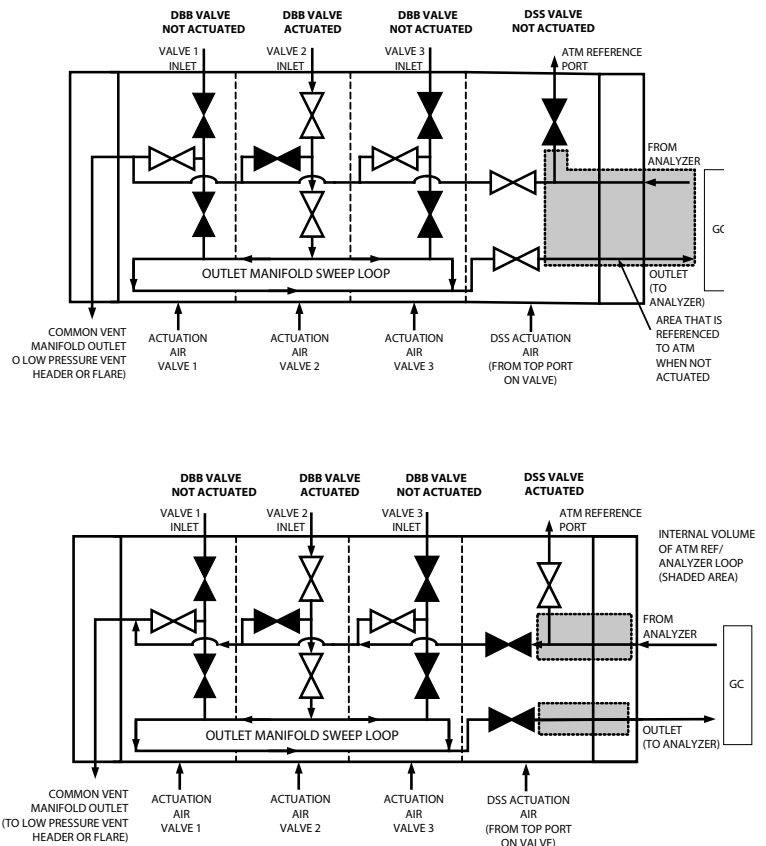 DBB VALVE
NOT ACTUATED
DBB VALVE
ACTUATED
DBB VALVE
NOT ACTUATED
DSS VALVE
NOT ACTUATED
VALVE 1
INLET
VALVE 2
INLET
VALVE 3
INLET
ATM REFERENCE
PORT
FROM
ANALYZER
GC
OUTLET MANIFOLD SWEEP LOOP
OUTLET
(TO
ANALYZER)
AREA THAT IS
REFERENCED
TO ATM
WHEN NOT
ACTUATED
COMMON VENT
MANIFOLD OUTLET
O LOW PRESSURE VENT
HEADER OR FLARE)
ACTUATION
AIR
VALVE 1
ACTUATION
AIR
VALVE 2
ACTUATION
AIR
VALVE 3
DSS ACTUATION
AIR
(FROM TOP PORT
ON VALVE)
DBB VALVE
NOT ACTUATED
DBB VALVE
ACTUATED
DBB VALVE
NOT ACTUATED
DSS VALVE
ACTUATED
VALVE 1
INLET
VALVE 2
INLET
VALVE 3
INLET
ATM REFERENCE
PORT
INTERNAL VOLUME
OF ATM REF/
ANALYZER LOOP
(SHADED AREA)
FROM
ANALYZER
GC
OUTLET MANIFOLD SWEEP LOOP
OUTLET
(TO ANALYZER)
COMMON VENT
MANIFOLD OUTLET
(TO LOW PRESSURE VENT
HEADER OR FLARE)
ACTUATION
AIR
VALVE 1
ACTUATION
AIR
VALVE 2
ACTUATION
AIR
VALVE 3
DSS ACTUATION
AIR
(FROM TOP PORT
ON VALVE)